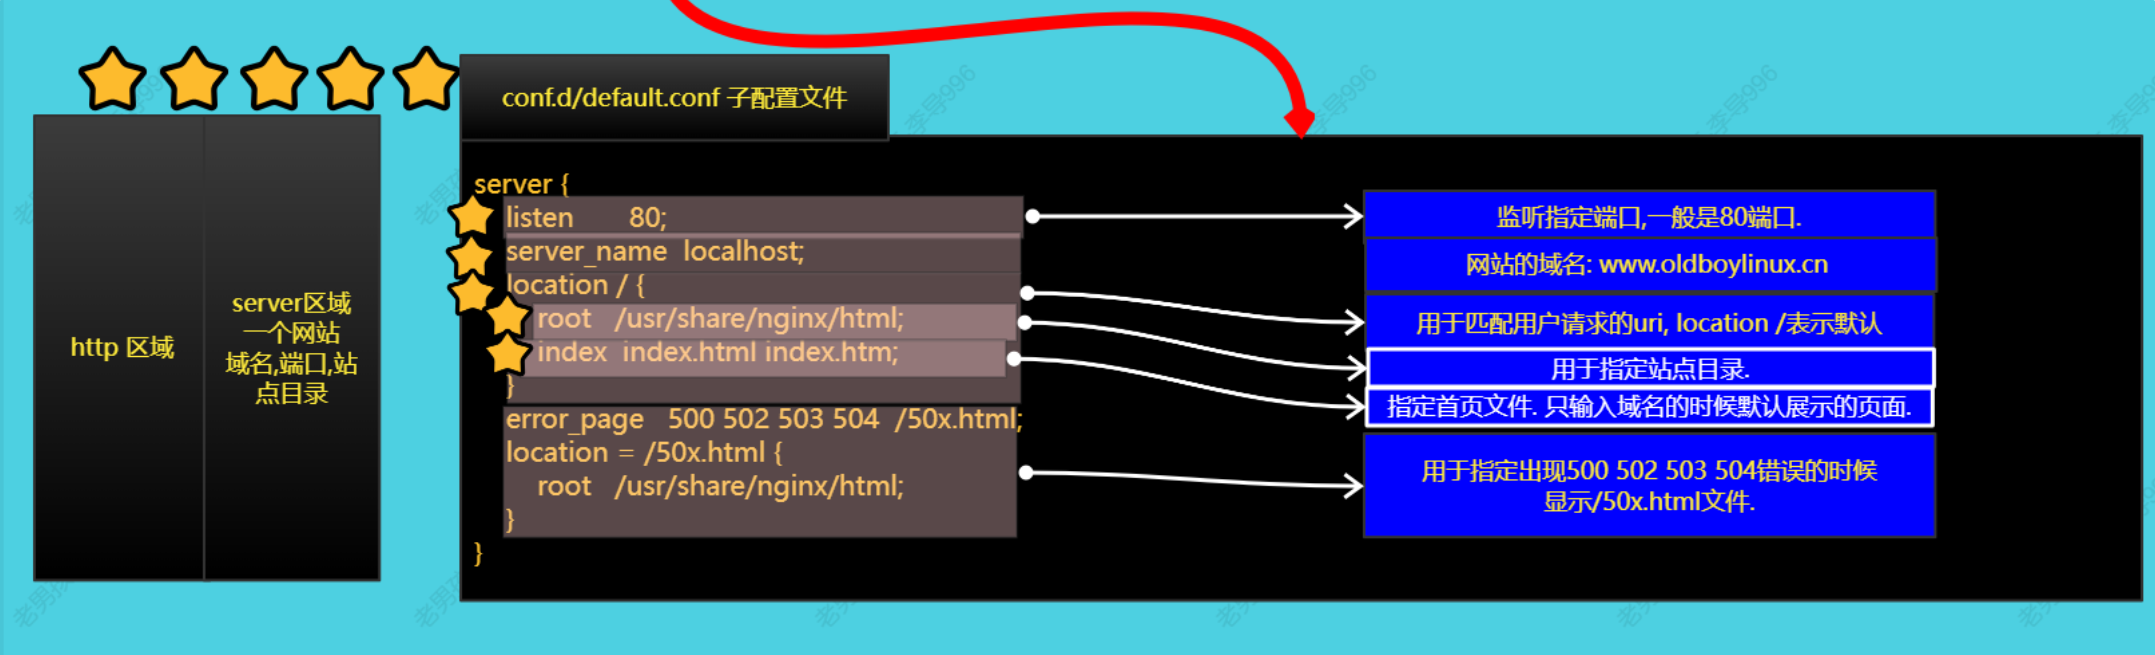 conf.d/default.conf 子配置文件
http 区域
server区域
一个网站
域名,端口,站
点目录
server {
listen 80;
server_name localhost;
location / {
root /usr/share/nginx/html;
index index.html index.htm;
}
error_page 500 502 503 504 /50x.html;
location = /50x.html {
root /usr/share/nginx/html;
}
}
监听指定端口,一般是80端口.
网站的域名: www.oldboylinux.cn
用于匹配用户请求的uri, location /表示默认
用于指定站点目录.
指定首页文件. 只输入域名的时候默认展示的页面.
用于指定出现500 502 503 504错误的时候
显示/50x.html文件.
李导996
李导996